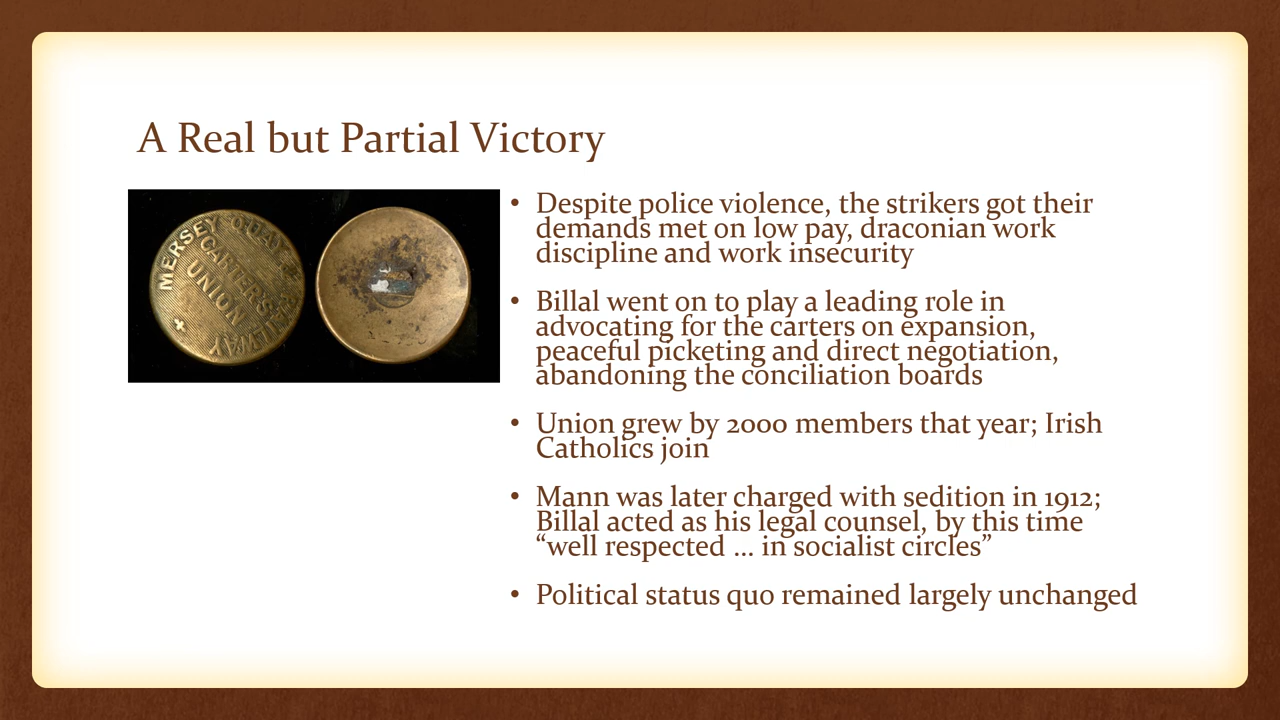 A Real but Partial Victory
MERSEY QUAY & RAILWAY
CARTER'S
UNION
• Despite police violence, the strikers got their
demands met on low pay, draconian work
discipline and work insecurity
• Billal went on to play a leading role in
advocating for the carters on expansion,
peaceful picketing and direct negotiation,
abandoning the conciliation boards
• Union grew by 2000 members that year; Irish
Catholics join
• Mann was later charged with sedition in 1912;
Billal acted as his legal counsel, by this time
“well respected ... in socialist circles”
• Political status quo remained largely unchanged